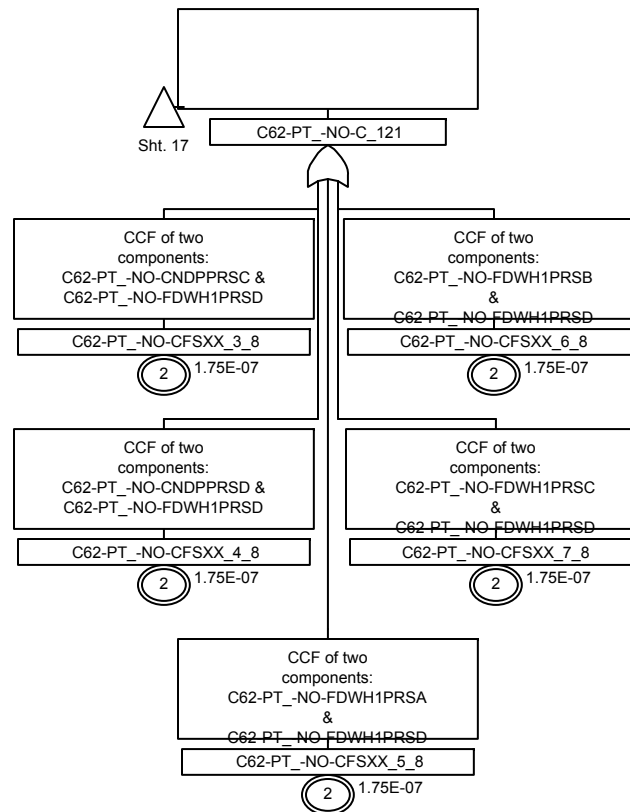 Sht. 17
C62-PT_-NO-C_121
CCF of two
components:
C62-PT_-NO-CNDPPRSC &
C62-PT_-NO-FDWH1PRSD
C62-PT_-NO-CFSXX_3_8
2
1.75E-07
CCF of two
components:
C62-PT_-NO-FDWH1PRSB
&
C62-PT_-NO-FDWH1PRSD
C62-PT_-NO-CFSXX_6_8
2
1.75E-07
CCF of two
components:
C62-PT_-NO-CNDPPRSD &
C62-PT_-NO-FDWH1PRSD
C62-PT_-NO-CFSXX_4_8
2
1.75E-07
CCF of two
components:
C62-PT_-NO-FDWH1PRSC
&
C62-PT_-NO-FDWH1PRSD
C62-PT_-NO-CFSXX_7_8
2
1.75E-07
CCF of two
components:
C62-PT_-NO-FDWH1PRSA
&
C62-PT_-NO-FDWH1PRSD
C62-PT_-NO-CFSXX_5_8
2
1.75E-07